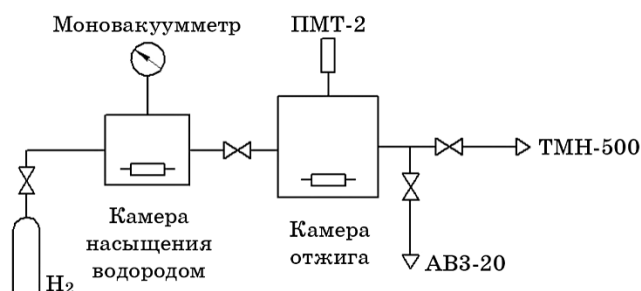 Моновакуумметр
ПМТ-2
ТМН-500
Камера
насыщения
водородом
Камера
отжига
АВЗ-20
H₂